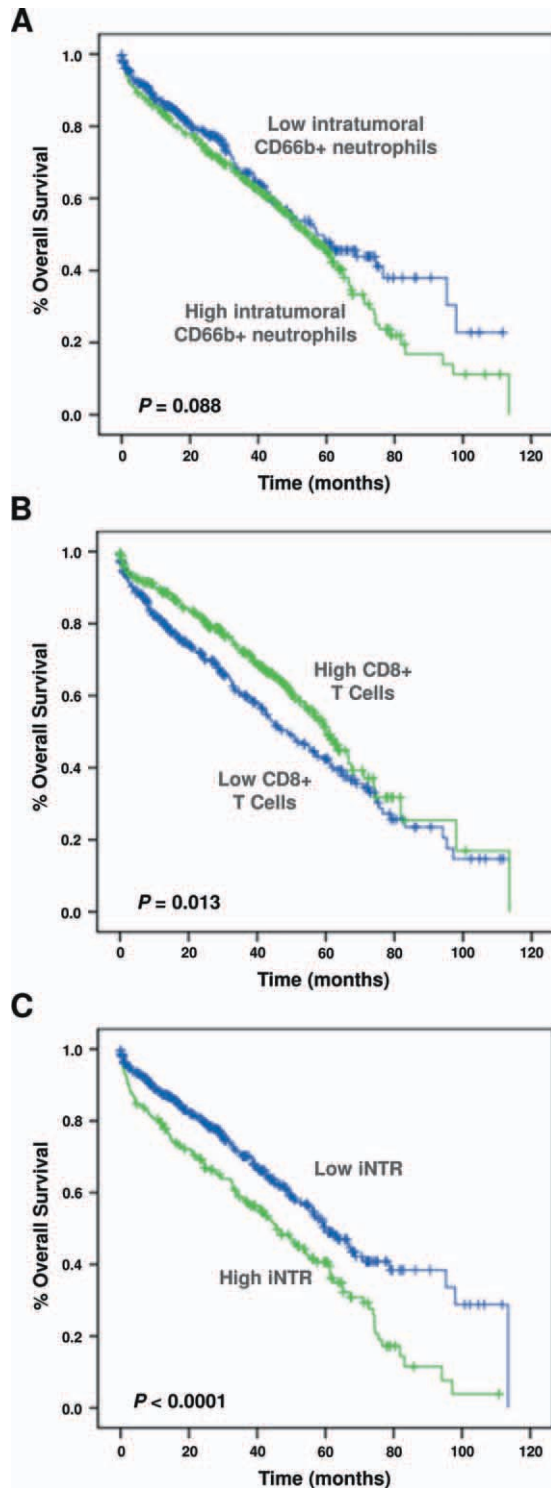 A
% Overall Survival
1.0
0.8
0.6
0.4
0.2
0.0
Low intratumoral
CD66b+ neutrophils
High intratumoral
CD66b+ neutrophils
P = 0.088
0 20 40 60 80 100 120
Time (months)
B
% Overall Survival
1.0
0.8
0.6
0.4
0.2
0.0
High CD8+
T Cells
Low CD8+
T Cells
P = 0.013
0 20 40 60 80 100 120
Time (months)
C
% Overall Survival
1.0
0.8
0.6
0.4
0.2
0.0
Low iNTR
High iNTR
P < 0.0001
0 20 40 60 80 100 120
Time (months)